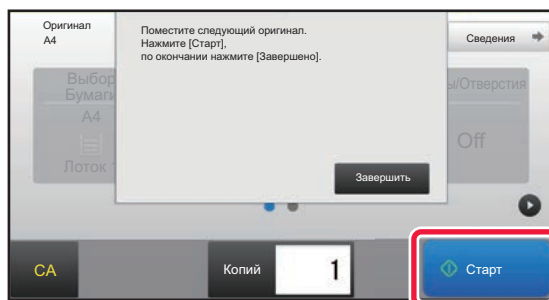 Оригинал
A4
Поместите следующий оригинал.
Нажмите [Старт],
по окончании нажмите [Завершено].
Сведения
Выбор
Бумаги
A4
Лоток
ы/Отверстия
Off
Завершить
CA
Копий
1
Старт